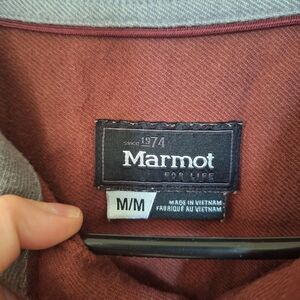 since 1974
Marmot
FOR LIFE
M/M
MADE IN VIETNAM
FABRIQUÉ AU VIETNAM